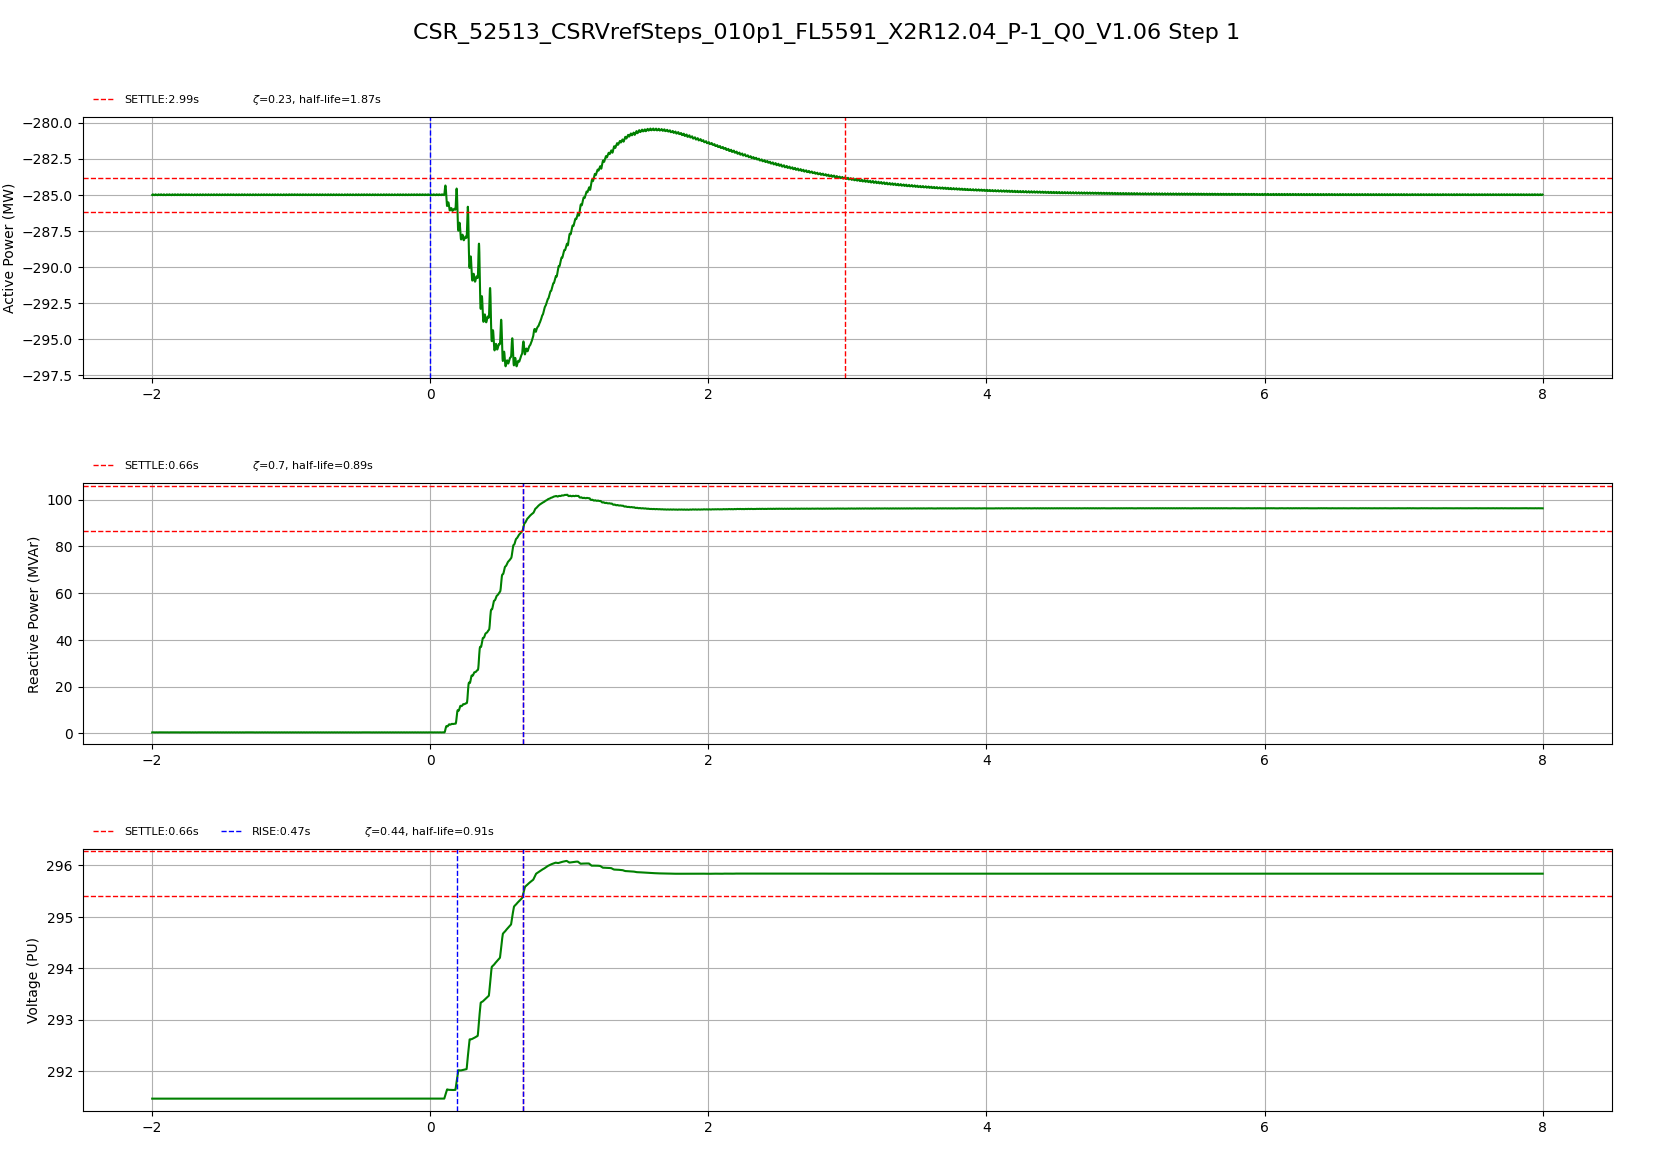 CSR_52513_CSRVrefSteps_010p1_FL5591_X2R12.04_P-1_Q0_V1.06 Step 1
SETTLE:2.99s ζ=0.23, half-life=1.87s
Active Power (MW)
−280.0
−282.5
−285.0
−287.5
−290.0
−292.5
−295.0
−297.5
−2 0 2 4 6 8
SETTLE:0.66s ζ=0.7, half-life=0.89s
Reactive Power (MVAr)
100
80
60
40
20
0
−2 0 2 4 6 8
SETTLE:0.66s RISE:0.47s ζ=0.44, half-life=0.91s
Voltage (PU)
296
295
294
293
292
−2 0 2 4 6 8